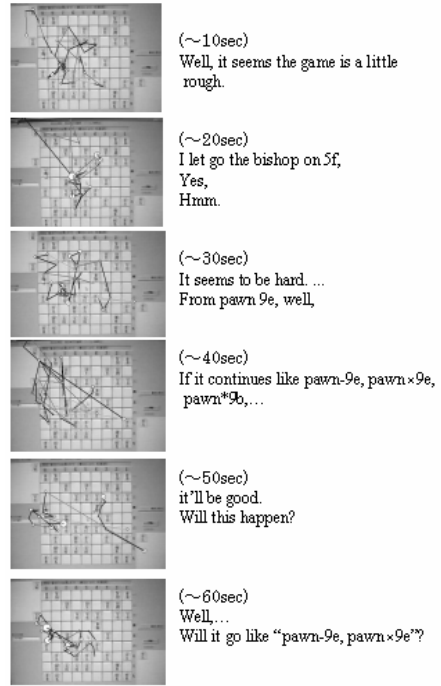 (～10sec)
Well, it seems the game is a little
rough.
(～20sec)
I let go the bishop on 5f,
Yes,
Hmm.
(～30sec)
It seems to be hard. ...
From pawn 9e, well,
(～40sec)
If it continues like pawn-9e, pawn×9e,
pawn*9b,...
(～50sec)
it'll be good.
Will this happen?
(～60sec)
Well,...
Will it go like "pawn-9e, pawn×9e"?